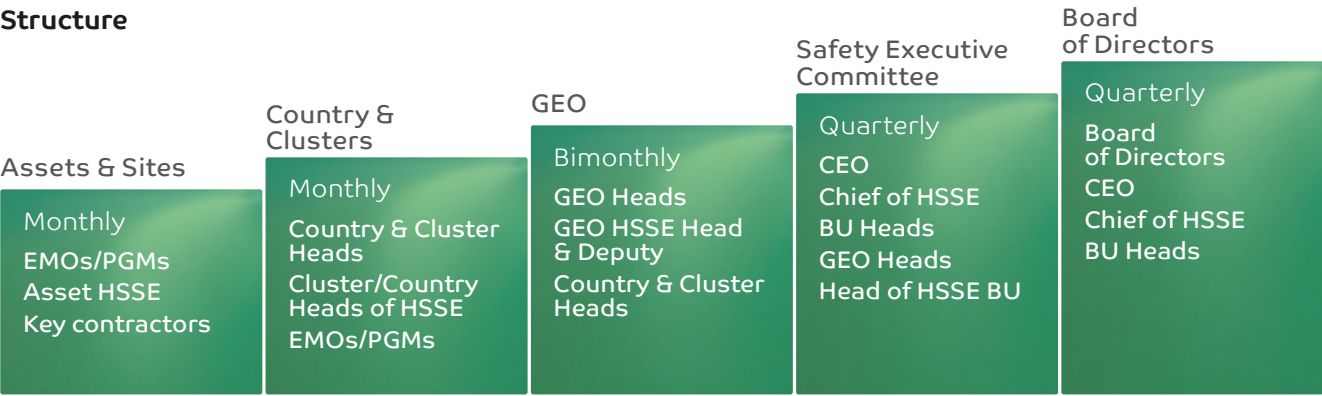 Structure
Assets & Sites
Monthly
EMOs/PGMs
Asset HSSE
Key contractors
Country &
Clusters
Monthly
Country & Cluster
Heads
Cluster/Country
Heads of HSSE
EMOs/PGMs
GEO
Bimonthly
GEO Heads
GEO HSSE Head
& Deputy
Country & Cluster
Heads
Safety Executive
Committee
Quarterly
CEO
Chief of HSSE
BU Heads
GEO Heads
Head of HSSE BU
Board
of Directors
Quarterly
Board
of Directors
CEO
Chief of HSSE
BU Heads